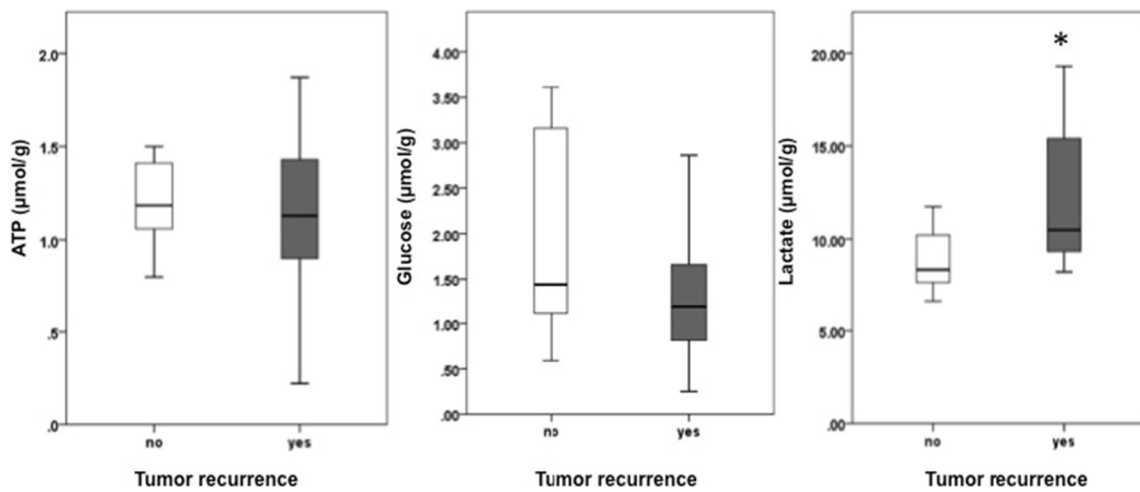 ATP (µmol/g)
2.0
1.5
1.0
.5
.0
no yes
Tumor recurrence
Glucose (µmol/g)
4.00
3.50
3.00
2.50
2.00
1.50
1.00
.50
.00
no yes
Tumor recurrence
Lactate (µmol/g)
20.00
15.00
10.00
5.00
.00
*
no yes
Tumor recurrence